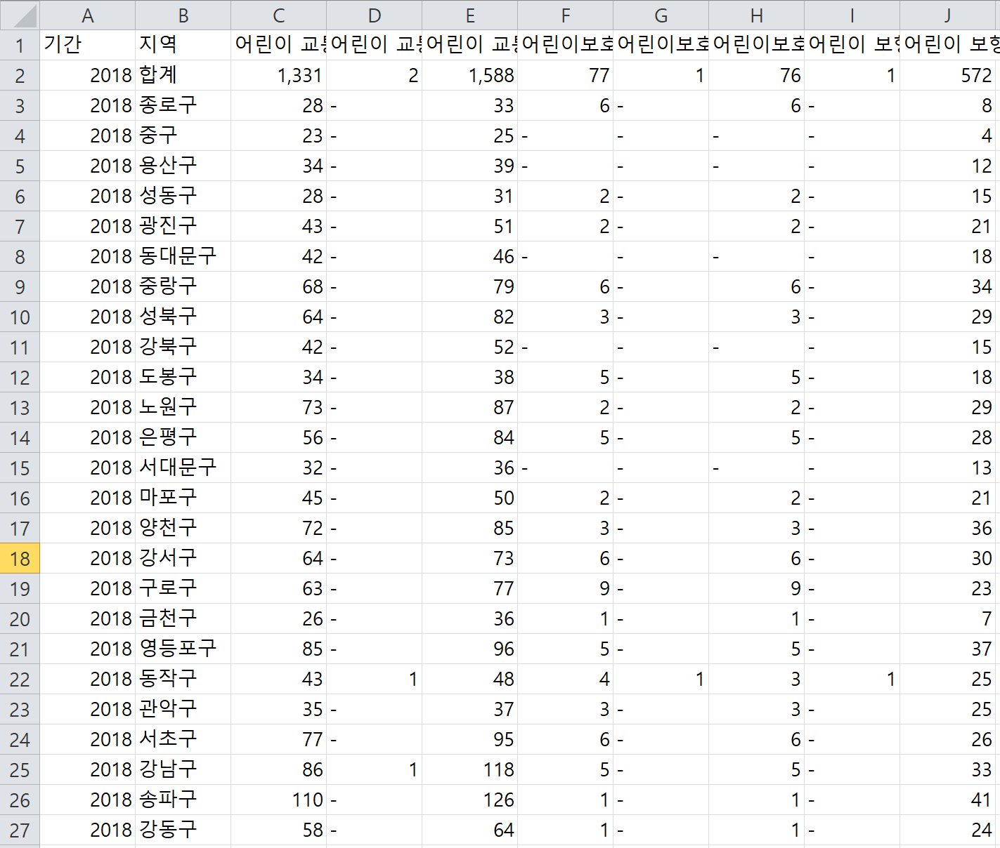 A B C D E F G H I J
1 기간 지역 어린이 교통 어린이 교통 어린이 교통 어린이보호 어린이보호 어린이보호 어린이 보행 어린이 보행
2 2018 합계 1,331 2 1,588 77 1 76 1 572
3 2018 종로구 28 - 33 6 - 6 - 8
4 2018 중구 23 - 25 - - - - 4
5 2018 용산구 34 - 39 - - - - 12
6 2018 성동구 28 - 31 2 - 2 - 15
7 2018 광진구 43 - 51 2 - 2 - 21
8 2018 동대문구 42 - 46 - - - - 18
9 2018 중랑구 68 - 79 6 - 6 - 34
10 2018 성북구 64 - 82 3 - 3 - 29
11 2018 강북구 42 - 52 - - - - 15
12 2018 도봉구 34 - 38 5 - 5 - 18
13 2018 노원구 73 - 87 2 - 2 - 29
14 2018 은평구 56 - 84 5 - 5 - 28
15 2018 서대문구 32 - 36 - - - - 13
16 2018 마포구 45 - 50 2 - 2 - 21
17 2018 양천구 72 - 85 3 - 3 - 36
18 2018 강서구 64 - 73 6 - 6 - 30
19 2018 구로구 63 - 77 9 - 9 - 23
20 2018 금천구 26 - 36 1 - 1 - 7
21 2018 영등포구 85 - 96 5 - 5 - 37
22 2018 동작구 43 1 48 4 1 3 1 25
23 2018 관악구 35 - 37 3 - 3 - 25
24 2018 서초구 77 - 95 6 - 6 - 26
25 2018 강남구 86 1 118 5 - 5 - 33
26 2018 송파구 110 - 126 1 - 1 - 41
27 2018 강동구 58 - 64 1 - 1 - 24